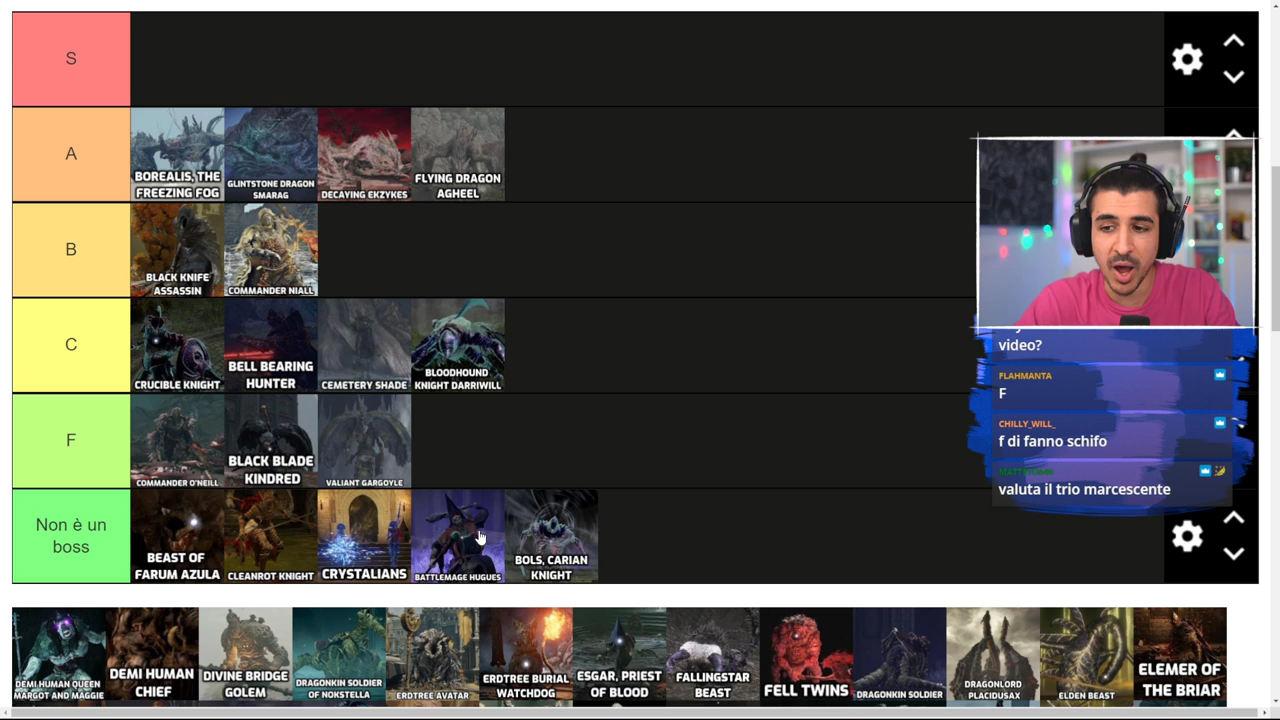 S
A
BOREALIS, THE
FREEZING FOG
GLINTSTONE DRAGON
SMARAG
DECAYING EKZYKES
FLYING DRAGON
AGHEEL
B
BLACK KNIFE
ASSASSIN
COMMANDER NIALL
C
CRUCIBLE KNIGHT
BELL BEARING
HUNTER
CEMETERY SHADE
BLOODHOUND
KNIGHT DARRIWILL
F
COMMANDER O'NEILL
BLACK BLADE
KINDRED
VALIANT GARGOYLE
Non è un
boss
BEAST OF
FARUM AZULA
CLEANROT KNIGHT
CRYSTALIANS
BATTLEMAGE HUGUES
BOLS, CARIAN
KNIGHT
video?
FLAHMANTA
F
CHILLY_WILL_
f di fanno schifo
valuta il trio marcescente
DEMI HUMAN QUEEN
MARGOT AND MAGGIE
DEMI HUMAN
CHIEF
DIVINE BRIDGE
GOLEM
DRAGONKIN SOLDIER
OF NOKSTELLA
ERDTREE AVATAR
ERDTREE BURIAL
WATCHDOG
ESGAR, PRIEST
OF BLOOD
FALLINGSTAR
BEAST
FELL TWINS
DRAGONKIN SOLDIER
DRAGONLORD
PLACIDUSAX
ELDEN BEAST
ELEMER OF
THE BRIAR